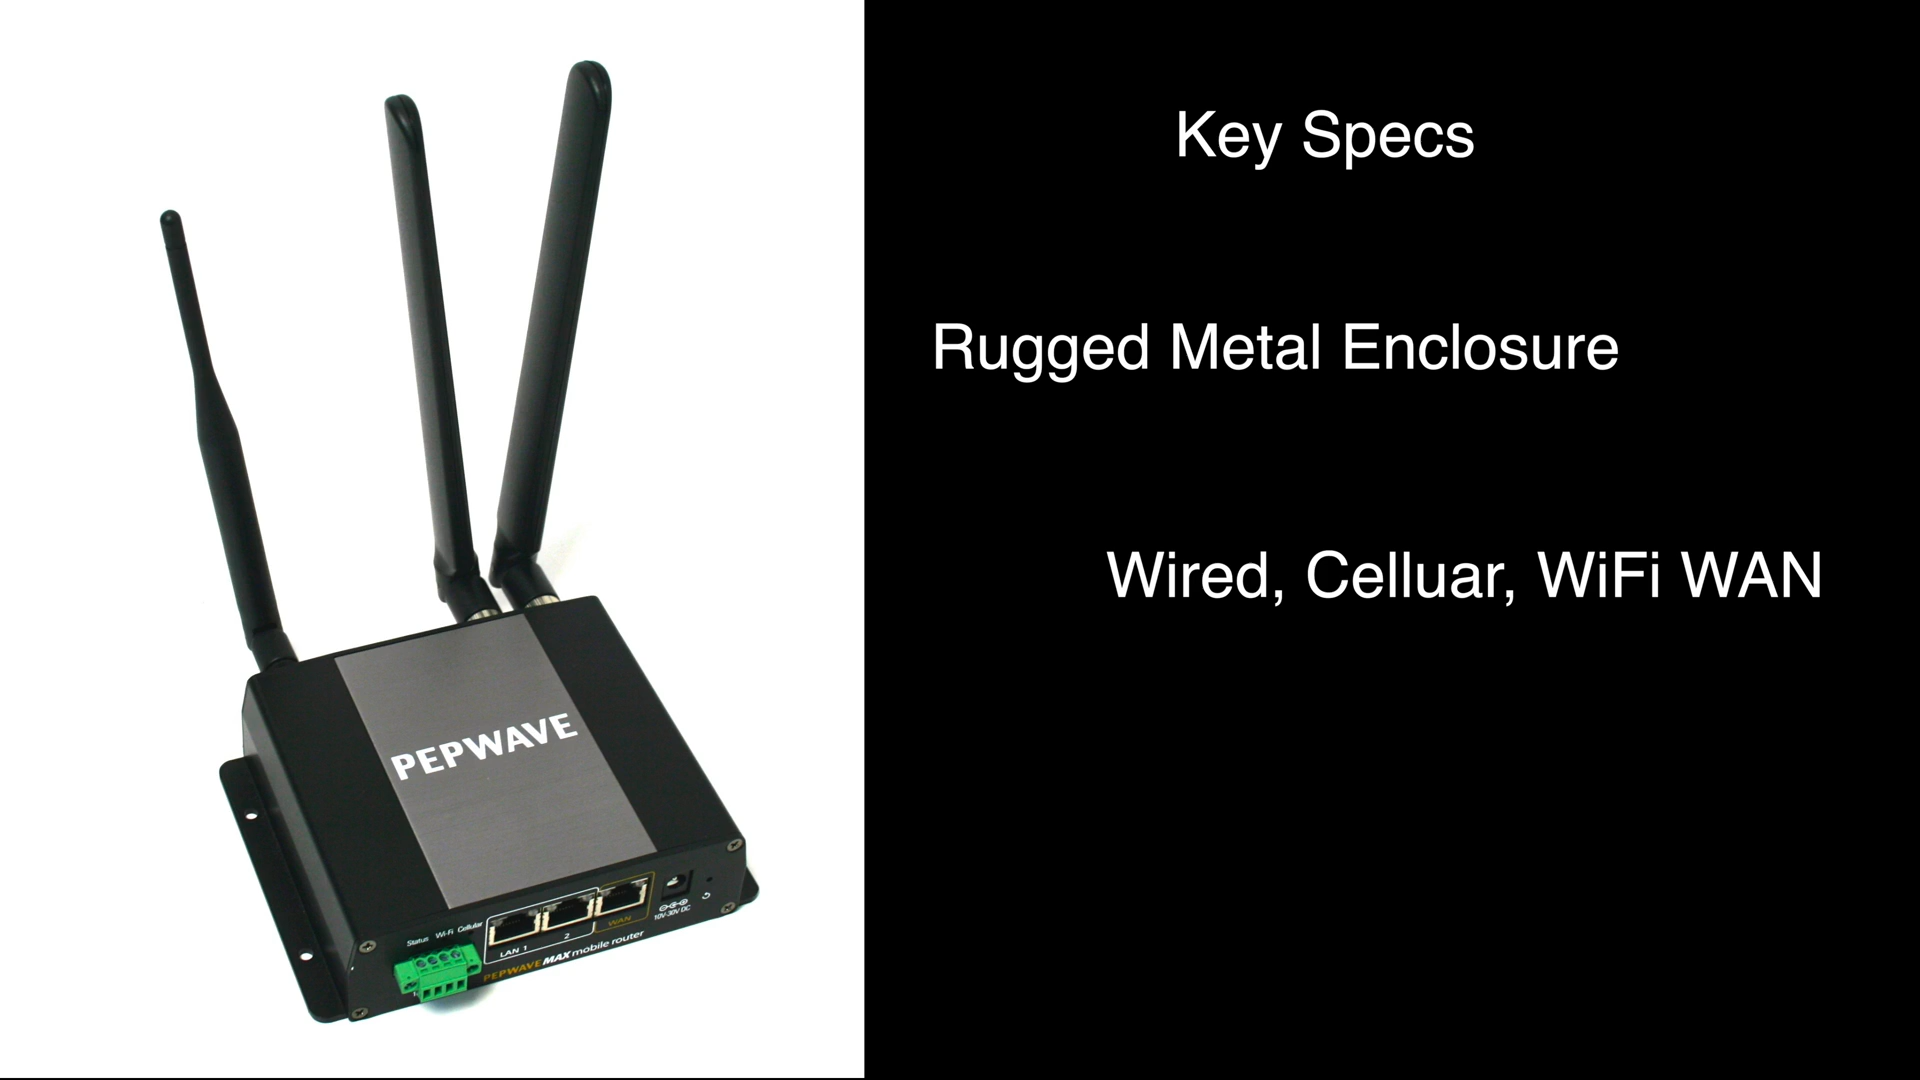 Key Specs
Rugged Metal Enclosure
Wired, Celluar, WiFi WAN
PEPWAVE
Status Wi-Fi Cellular
LAN 1
2
WAN
10V-30V DC
PEPWAVE MAX mobile router